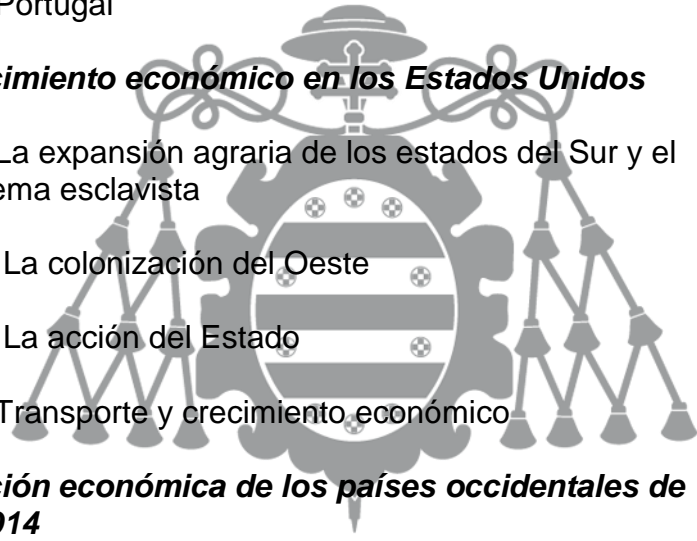 Portugal
cimiento económico en los Estados Unidos
La expansión agraria de los estados del Sur y el
ema esclavista
La colonización del Oeste
La acción del Estado
Transporte y crecimiento económico
ción económica de los países occidentales de
914